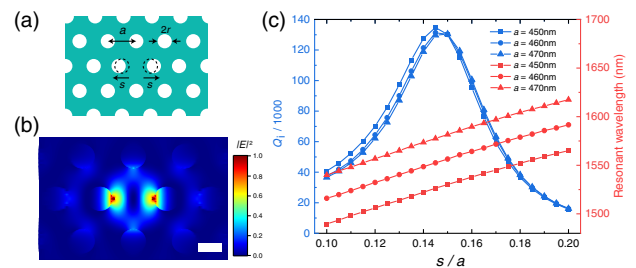 (a)
a
2r
s
s
(b)
|E|²
1.0
0.8
0.6
0.4
0.2
0.0
(c)
140
120
100
80
60
40
20
0
Qᵢ / 1000
a = 450nm
a = 460nm
a = 470nm
a = 450nm
a = 460nm
a = 470nm
1700
1650
1600
1550
1500
Resonant wavelength (nm)
0.10 0.12 0.14 0.16 0.18 0.20
s / a